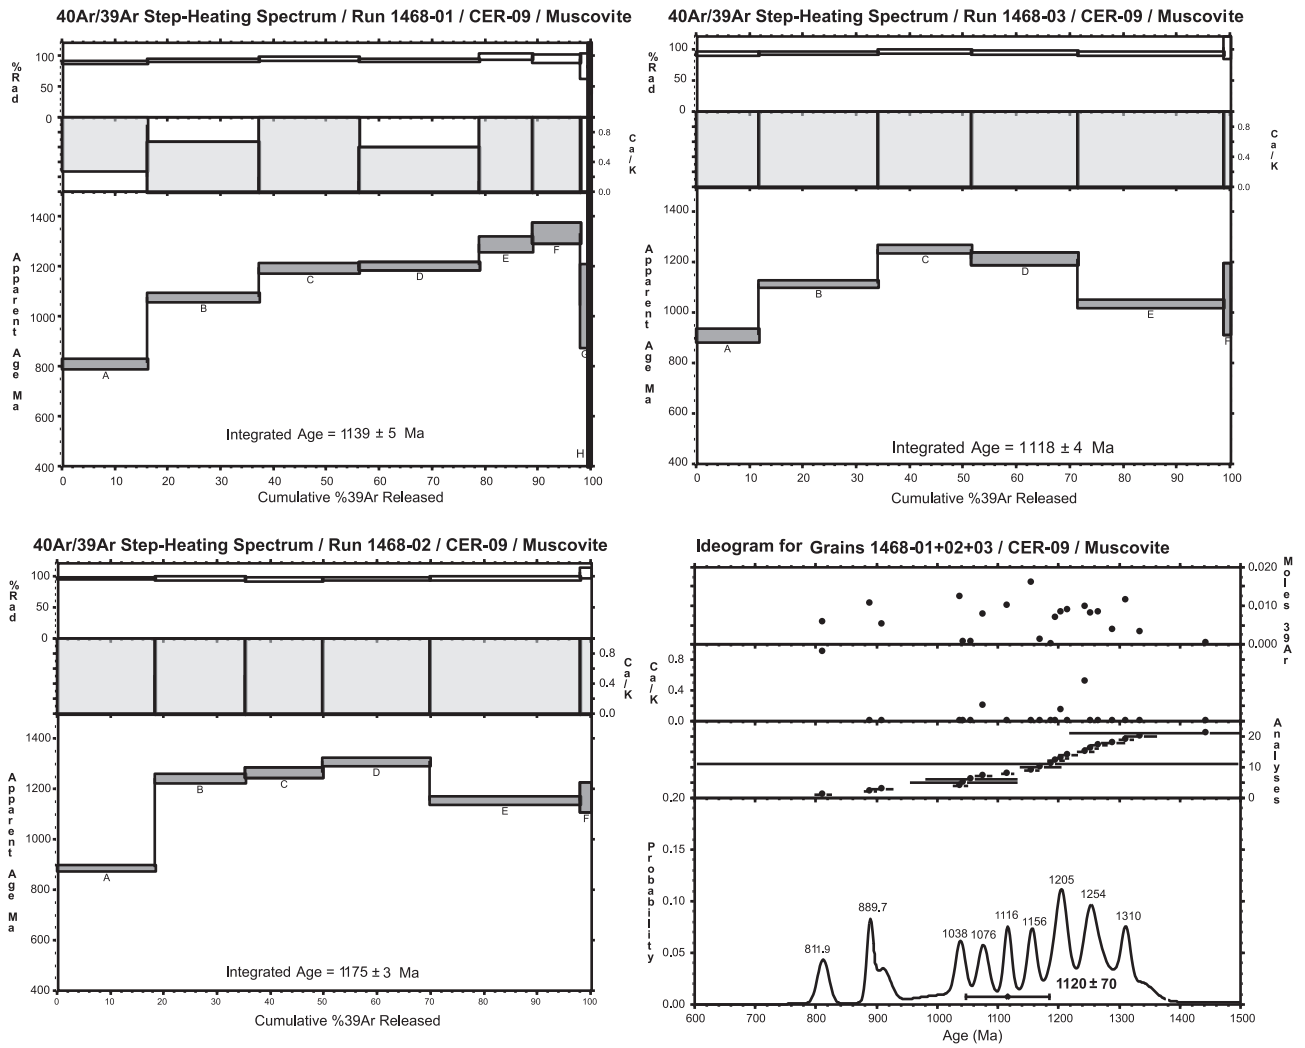 40Ar/39Ar Step-Heating Spectrum / Run 1468-01 / CER-09 / Muscovite
%Rad
100
50
0
Ca/K
0.8
0.4
0.0
Apparent Age Ma
1400
1200
1000
800
600
400
A
B
C
D
E
F
G
H
Integrated Age = 1139 ± 5 Ma
0 10 20 30 40 50 60 70 80 90 100
Cumulative %39Ar Released
40Ar/39Ar Step-Heating Spectrum / Run 1468-03 / CER-09 / Muscovite
%Rad
100
50
0
Ca/K
0.8
0.4
0.0
Apparent Age Ma
1400
1200
1000
800
600
400
A
B
C
D
E
F
Integrated Age = 1118 ± 4 Ma
0 10 20 30 40 50 60 70 80 90 100
Cumulative %39Ar Released
40Ar/39Ar Step-Heating Spectrum / Run 1468-02 / CER-09 / Muscovite
%Rad
100
50
0
Ca/K
0.8
0.4
0.0
Apparent Age Ma
1400
1200
1000
800
600
400
A
B
C
D
E
F
Integrated Age = 1175 ± 3 Ma
0 10 20 30 40 50 60 70 80 90 100
Cumulative %39Ar Released
Ideogram for Grains 1468-01+02+03 / CER-09 / Muscovite
Moles 39Ar
0.020
0.010
0.000
Ca/K
0.8
0.4
0.0
Analyses
20
10
0
Probability
0.20
0.15
0.10
0.05
0.00
811.9
889.7
1038
1076
1116
1156
1205
1254
1310
1120 ± 70
600 700 800 900 1000 1100 1200 1300 1400 1500
Age (Ma)